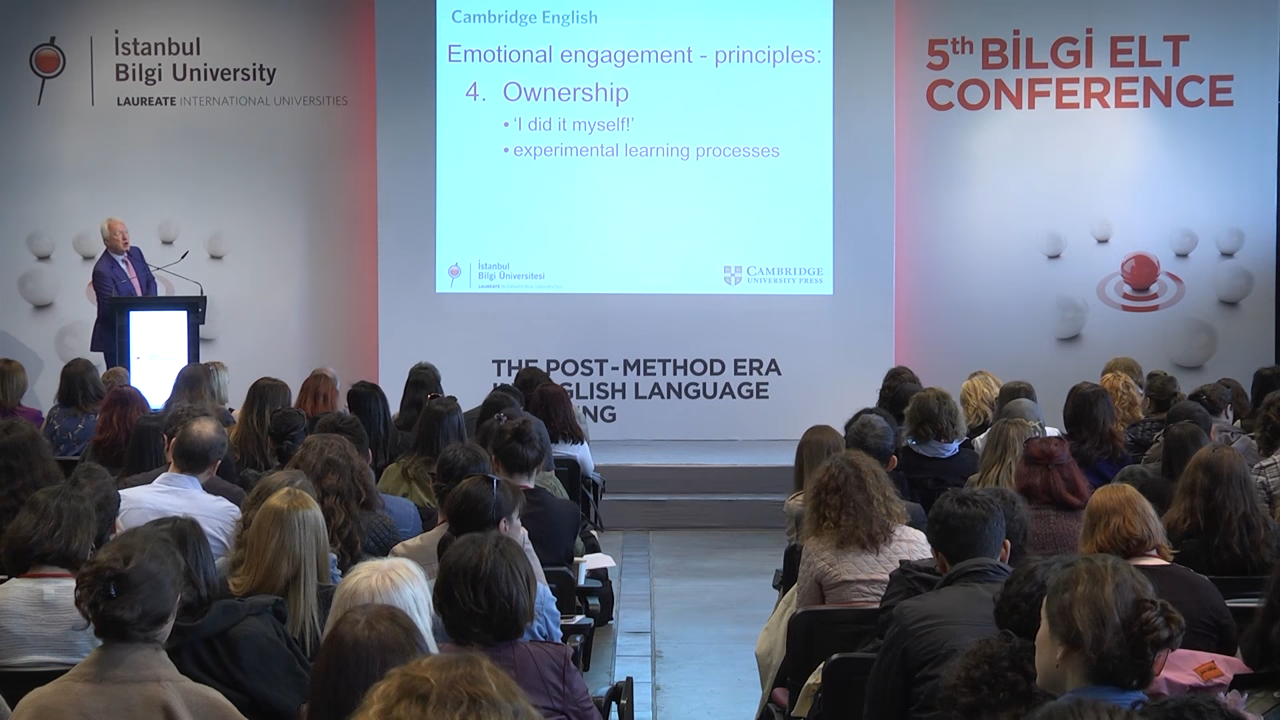 İstanbul
Bilgi University
LAUREATE INTERNATIONAL UNIVERSITIES
Cambridge English
Emotional engagement - principles:
4. Ownership
• 'I did it myself!'
• experimental learning processes
İstanbul
Bilgi Üniversitesi
CAMBRIDGE
UNIVERSITY PRESS
5th BİLGİ ELT
CONFERENCE
THE POST-METHOD ERA
LANGUAGE